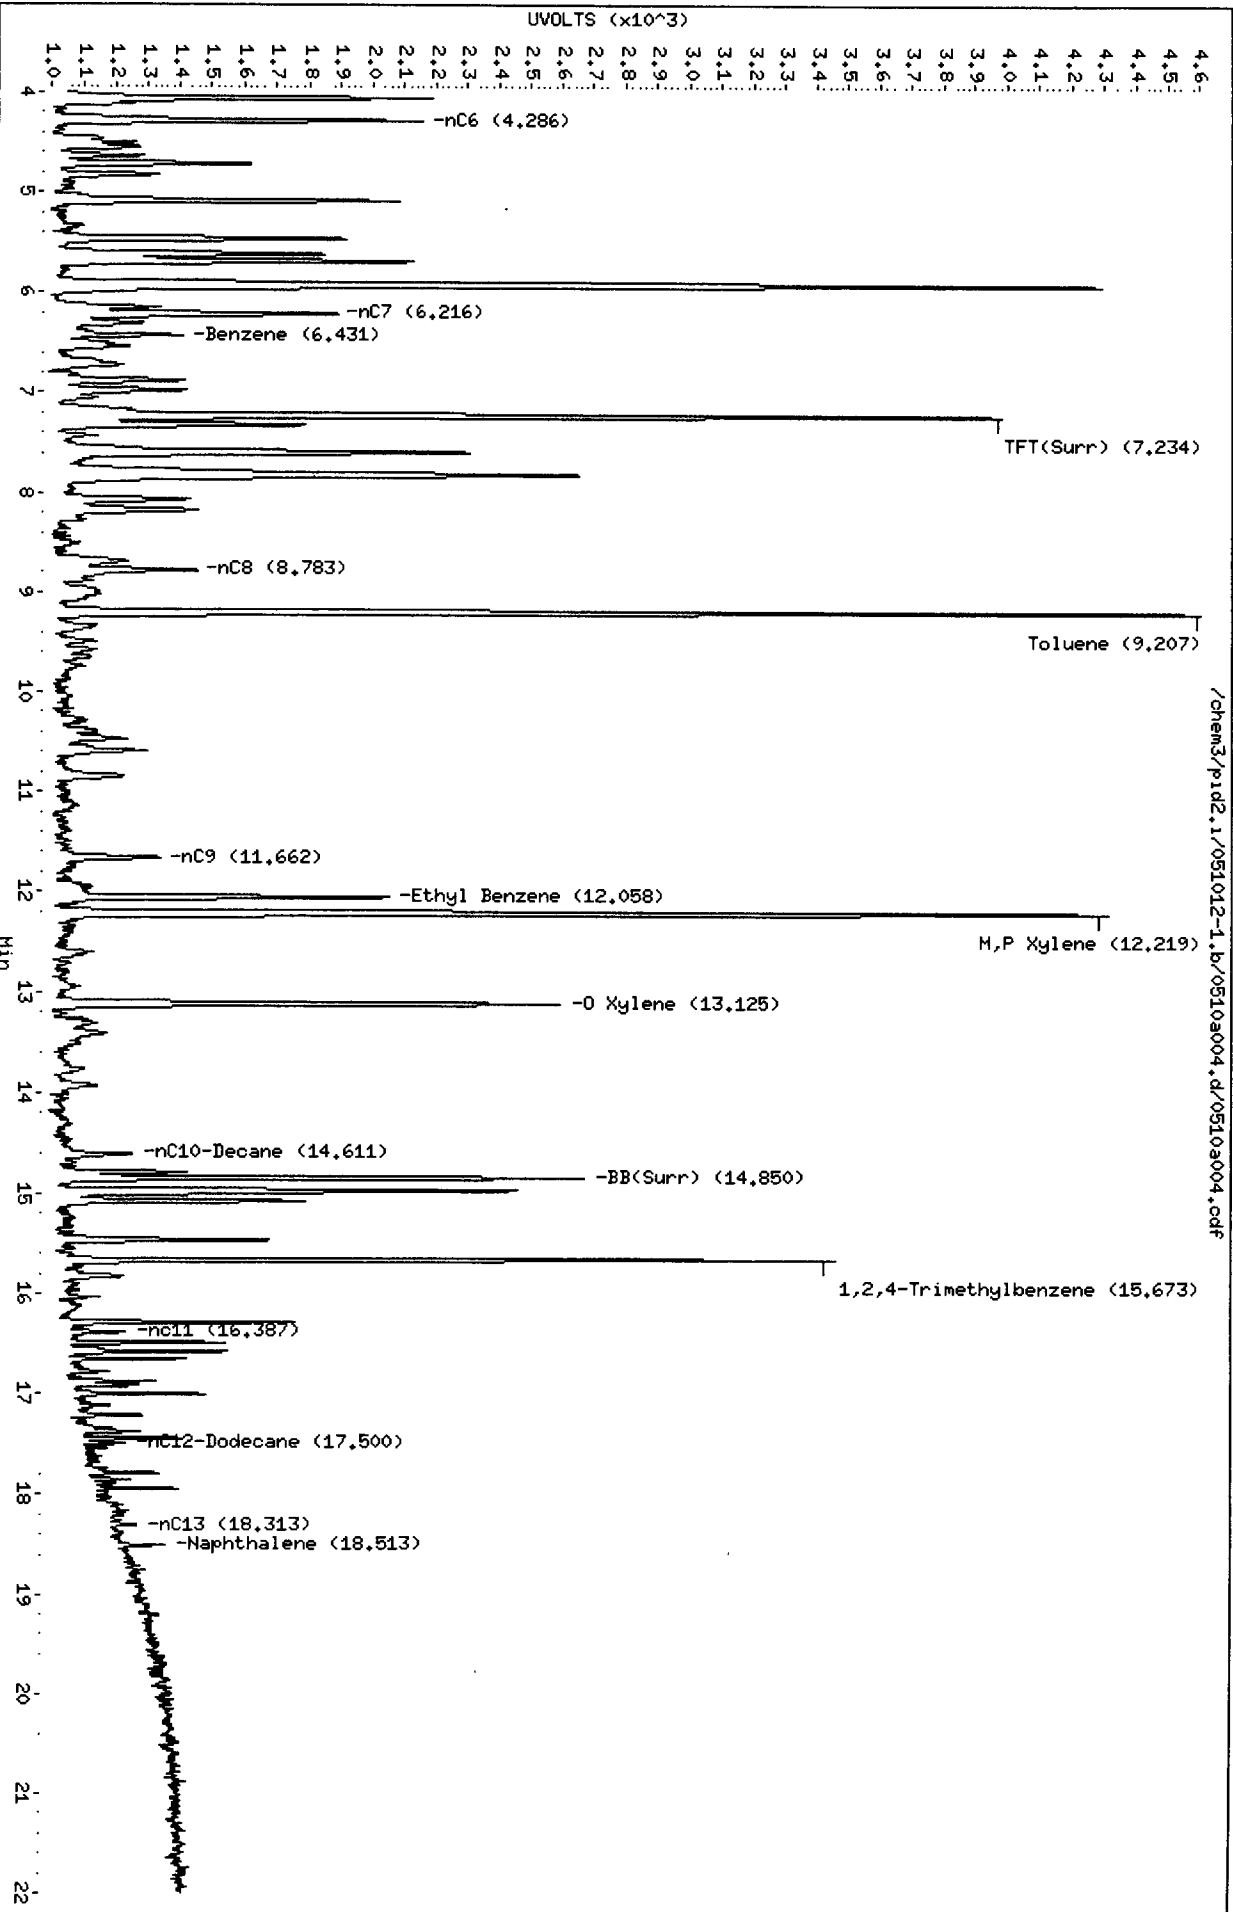 /chem3/pid2.i/051012-1.b/0510a004.d/0510a004.cdf
UVOLTS (x10^3)
4.6
4.5
4.4
4.3
4.2
4.1
4.0
3.9
3.8
3.7
3.6
3.5
3.4
3.3
3.2
3.1
3.0
2.9
2.8
2.7
2.6
2.5
2.4
2.3
2.2
2.1
2.0
1.9
1.8
1.7
1.6
1.5
1.4
1.3
1.2
1.1
1.0
-nC6 (4.286)
-nC7 (6.216)
-Benzene (6.431)
TFT(Surr) (7.234)
-nC8 (8.783)
Toluene (9.207)
-nC9 (11.662)
-Ethyl Benzene (12.058)
M,P Xylene (12.219)
-O Xylene (13.125)
-nC10-Decane (14.611)
-BB(Surr) (14.850)
1,2,4-Trimethylbenzene (15.673)
-nc11 (16.387)
-nC12-Dodecane (17.500)
-nC13 (18.313)
-Naphthalene (18.513)
4 5 6 7 8 9 10 11 12 13 14 15 16 17 18 19 20 21 22
Min